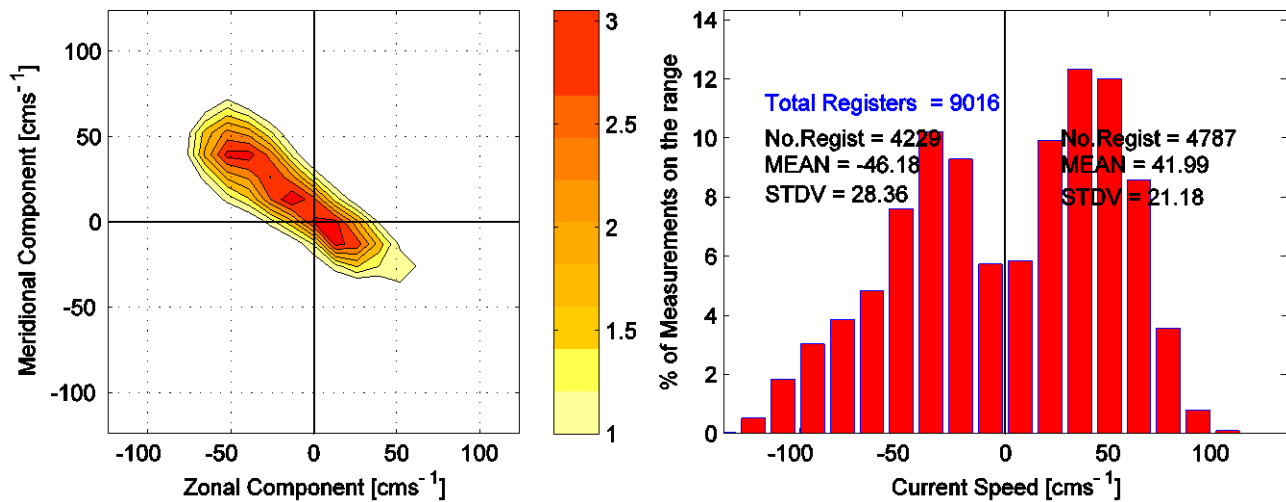 Meridional Component [cms⁻¹]
100
50
0
-50
-100
-100
-50
0
50
100
Zonal Component [cms⁻¹]
3
2.5
2
1.5
1
% of Measurements on the range
14
12
10
8
6
4
2
0
Total Registers = 9016
No.Regist = 4229
MEAN = -46.18
STDV = 28.36
No.Regist = 4787
MEAN = 41.99
STDV = 21.18
-100
-50
0
50
100
Current Speed [cms⁻¹]